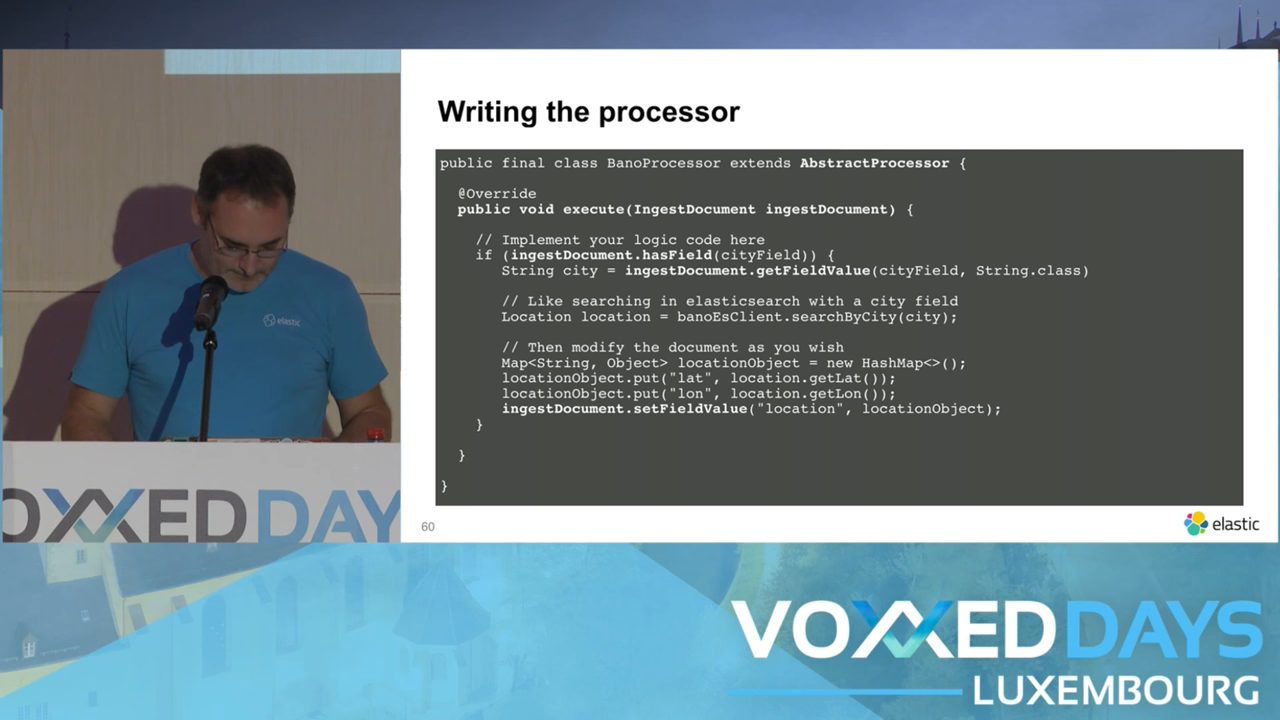 Writing the processor
public final class BanoProcessor extends AbstractProcessor {
@Override
public void execute(IngestDocument ingestDocument) {
// Implement your logic code here
if (ingestDocument.hasField(cityField)) {
String city = ingestDocument.getFieldValue(cityField, String.class)
// Like searching in elasticsearch with a city field
Location location = banoEsClient.searchByCity(city);
// Then modify the document as you wish
Map<String, Object> locationObject = new HashMap<>();
locationObject.put("lat", location.getLat());
locationObject.put("lon", location.getLon());
ingestDocument.setFieldValue("location", locationObject);
}
}
}
60
elastic
elastic
OXXED DAY
VOXXED DAYS
LUXEMBOURG